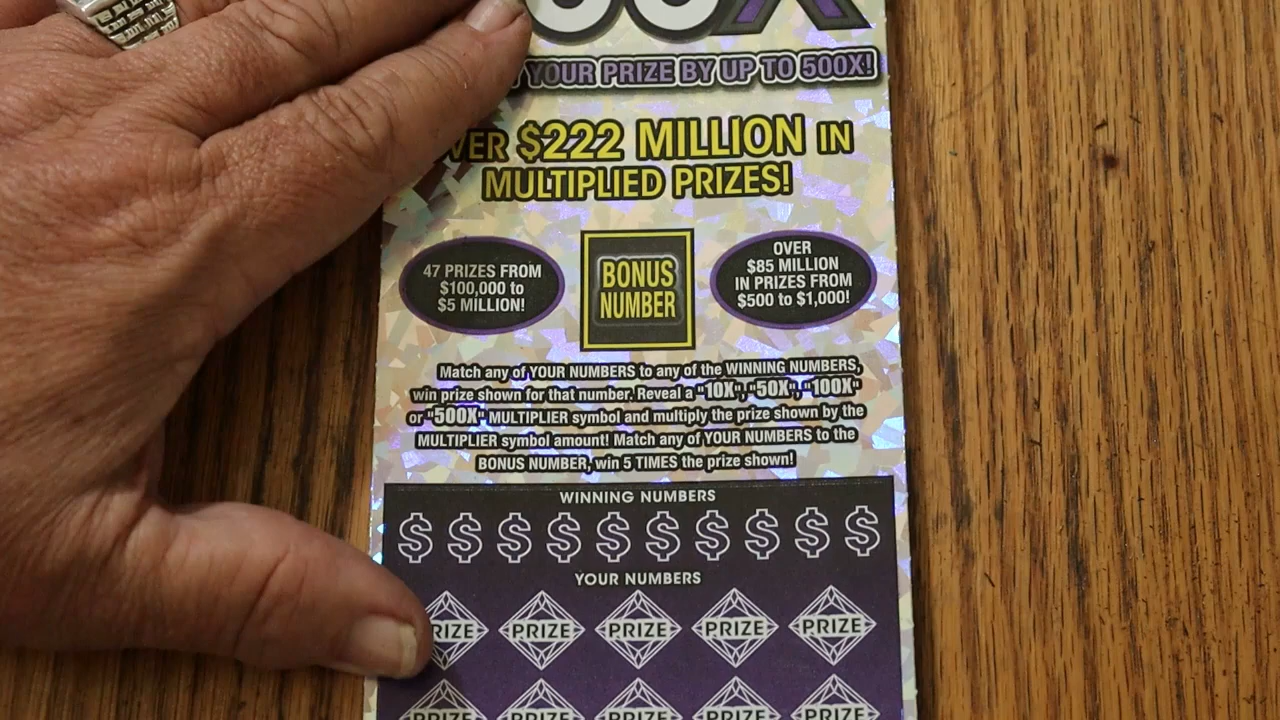 YOUR PRIZE BY UP TO 500X!
$222 MILLION IN
MULTIPLIED PRIZES!
47 PRIZES FROM
$100,000 to
$5 MILLION!
BONUS
NUMBER
OVER
$85 MILLION
IN PRIZES FROM
$500 to $1,000!
Match any of YOUR NUMBERS to any of the WINNING NUMBERS,
win prize shown for that number. Reveal a "10X", "50X", "100X"
or "500X" MULTIPLIER symbol and multiply the prize shown by the
MULTIPLIER symbol amount! Match any of YOUR NUMBERS to the
BONUS NUMBER, win 5 TIMES the prize shown!
WINNING NUMBERS
$ $ $ $ $ $ $ $ $ $
YOUR NUMBERS
PRIZE PRIZE PRIZE PRIZE
PRIZE PRIZE PRIZE PRIZE PRIZE